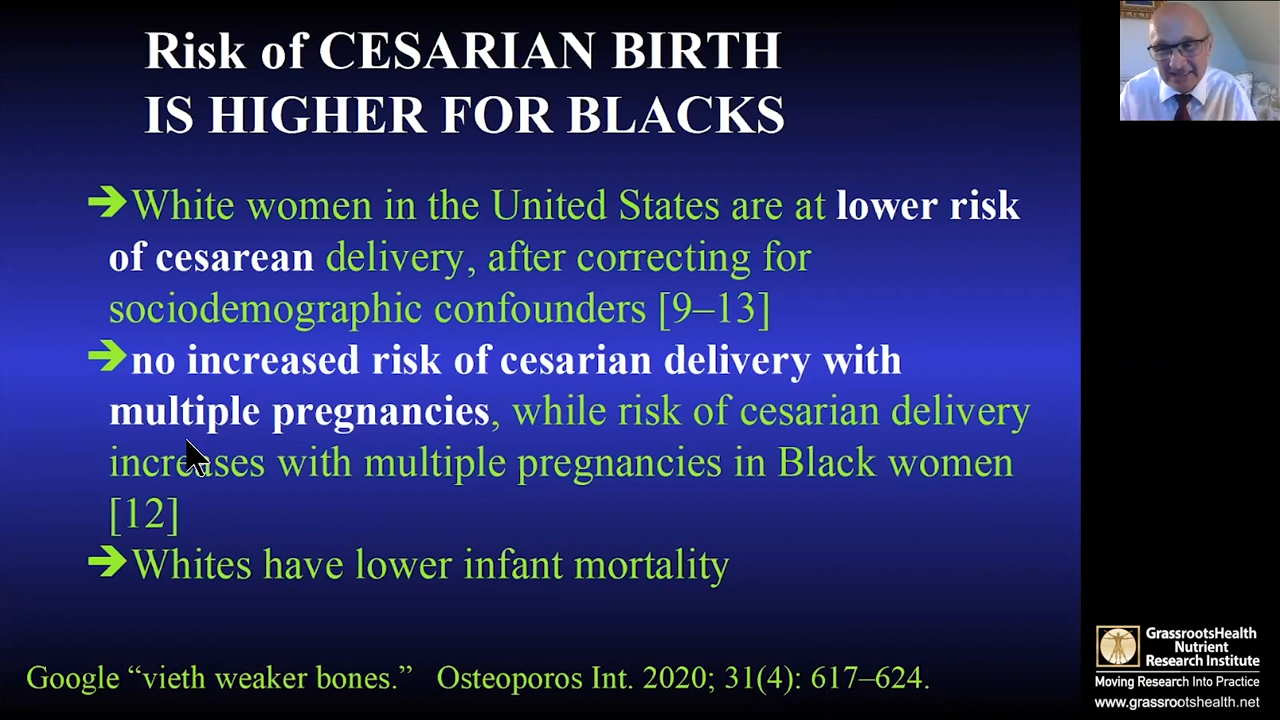 Risk of CESARIAN BIRTH
IS HIGHER FOR BLACKS
➔White women in the United States are at lower risk
of cesarean delivery, after correcting for
sociodemographic confounders [9–13]
➔no increased risk of cesarian delivery with
multiple pregnancies, while risk of cesarian delivery
increases with multiple pregnancies in Black women
[12]
➔Whites have lower infant mortality
Google “vieth weaker bones.” Osteoporos Int. 2020; 31(4): 617–624.
GrassrootsHealth
Nutrient
Research Institute
Moving Research Into Practice
www.grassrootshealth.net